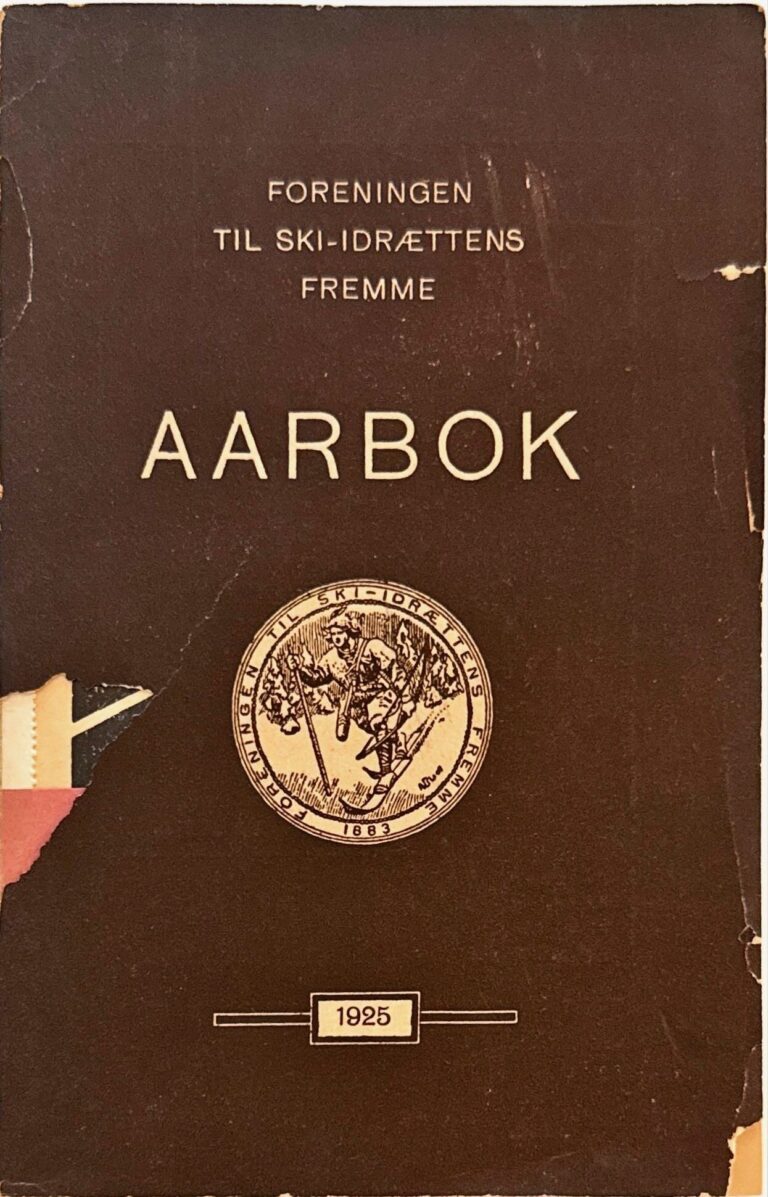 FORENINGEN
TIL SKI-IDRÆTTENS
FREMME
AARBOK
FORENINGEN TIL SKI-IDRÆTTENS FREMME
1883
1925